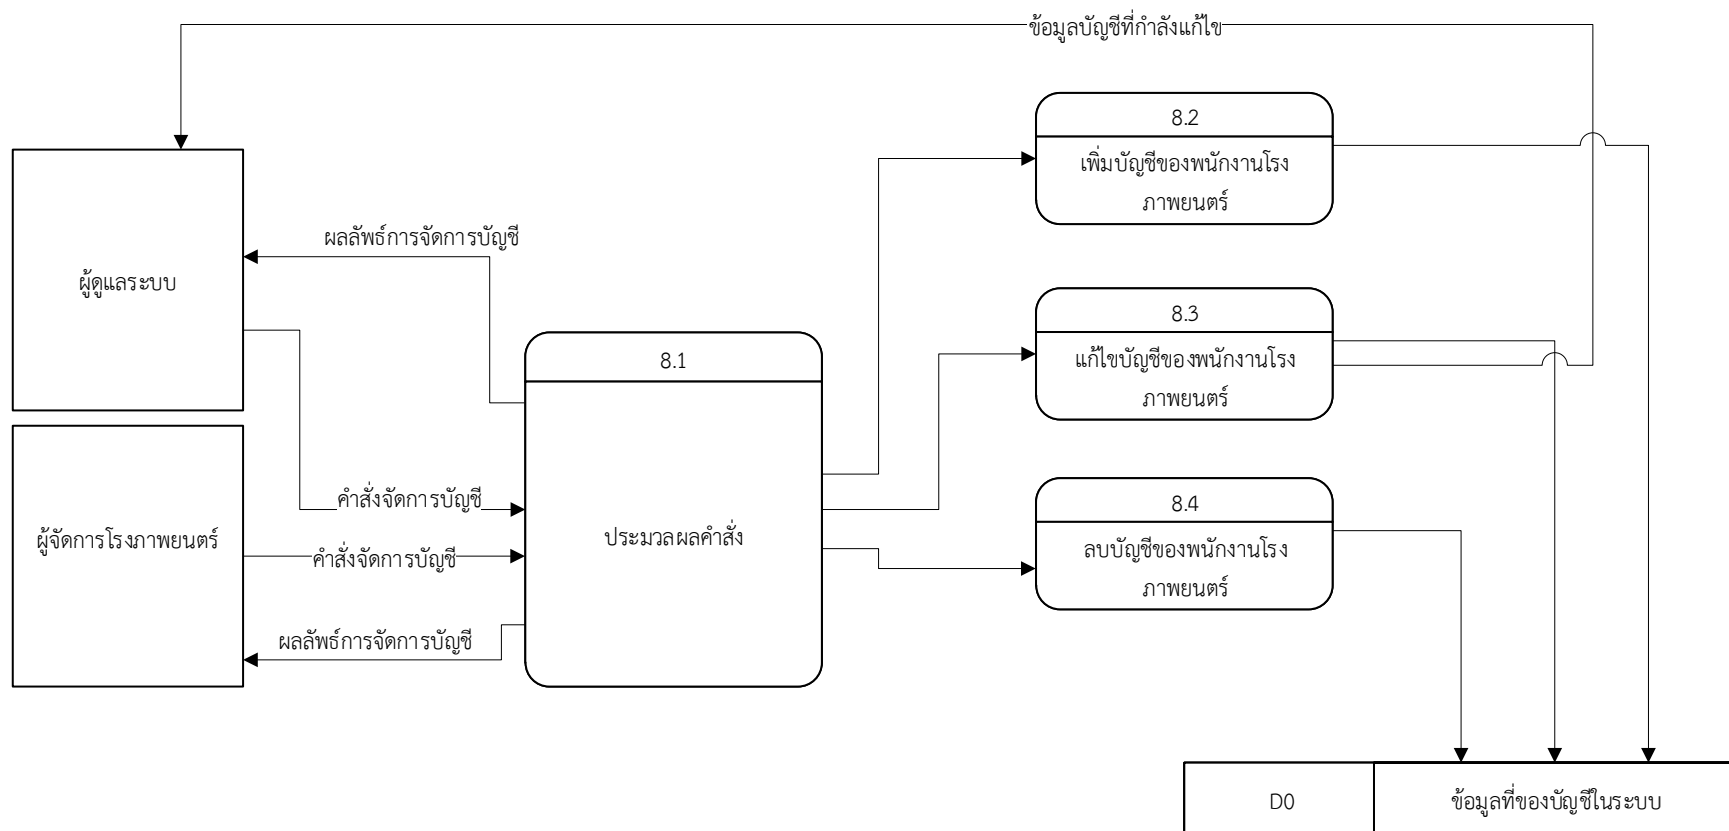 ข้อมูลบัญชีที่กำลังแก้ไข
8.2
เพิ่มบัญชีของพนักงานโรง
ภาพยนตร์
ผลลัพธ์การจัดการบัญชี
ผู้ดูแลระบบ
8.3
แก้ไขบัญชีของพนักงานโรง
ภาพยนตร์
8.1
ประมวลผลคำสั่ง
คำสั่งจัดการบัญชี
ผู้จัดการโรงภาพยนตร์
คำสั่งจัดการบัญชี
8.4
ลบบัญชีของพนักงานโรง
ภาพยนตร์
ผลลัพธ์การจัดการบัญชี
D0
ข้อมูลที่ของบัญชีในระบบ